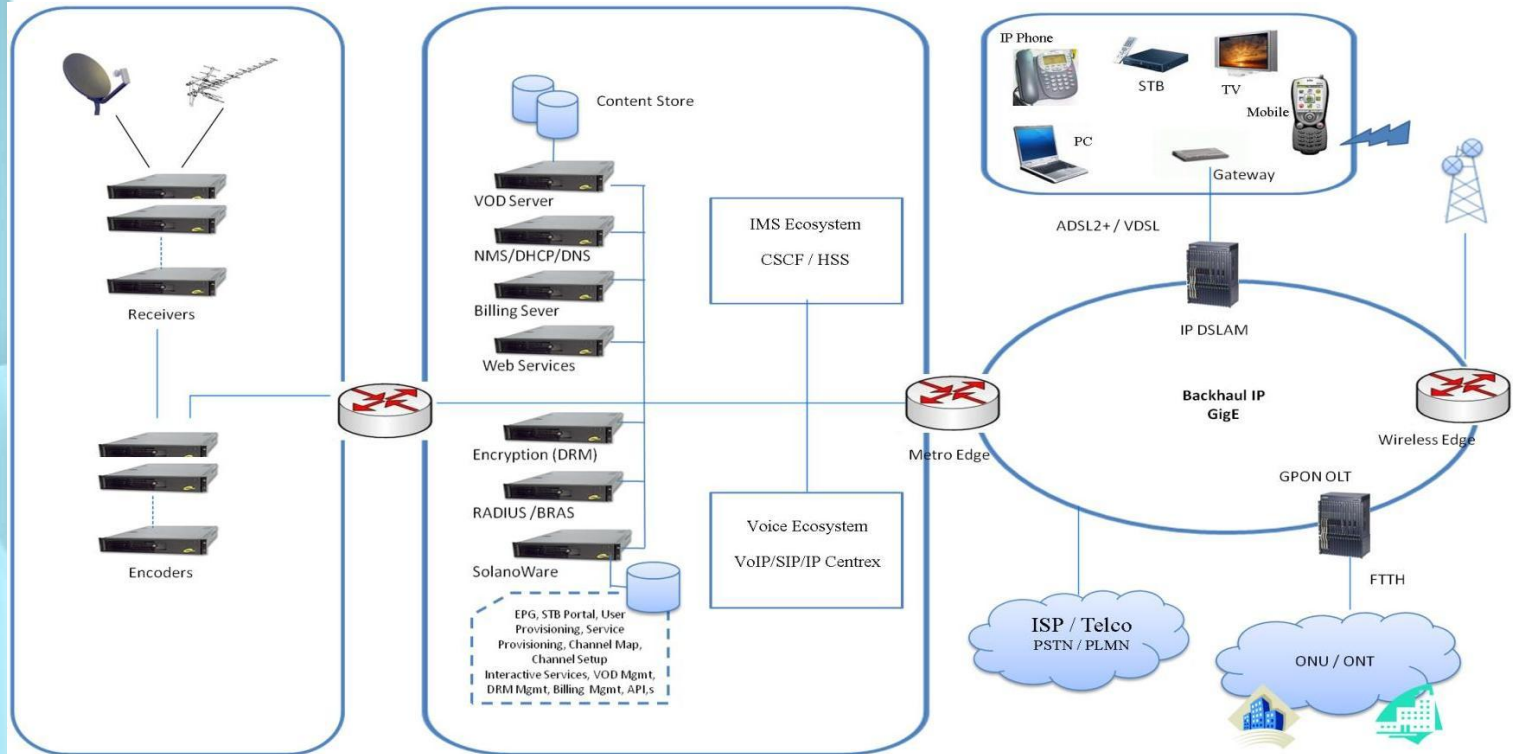 Receivers
Encoders
Content Store
VOD Server
NMS/DHCP/DNS
Billing Sever
Web Services
Encryption (DRM)
RADIUS /BRAS
SolanoWare
EPG, STB Portal, User
Provisioning, Service
Provisioning, Channel Map,
Channel Setup
Interactive Services, VOD Mgmt,
DRM Mgmt, Billing Mgmt, API,s
IMS Ecosystem
CSCF / HSS
Voice Ecosystem
VoIP/SIP/IP Centrex
Metro Edge
IP Phone
STB
TV
Mobile
PC
Gateway
ADSL2+ / VDSL
IP DSLAM
Backhaul IP
GigE
Wireless Edge
GPON OLT
FTTH
ISP / Telco
PSTN / PLMN
ONU / ONT